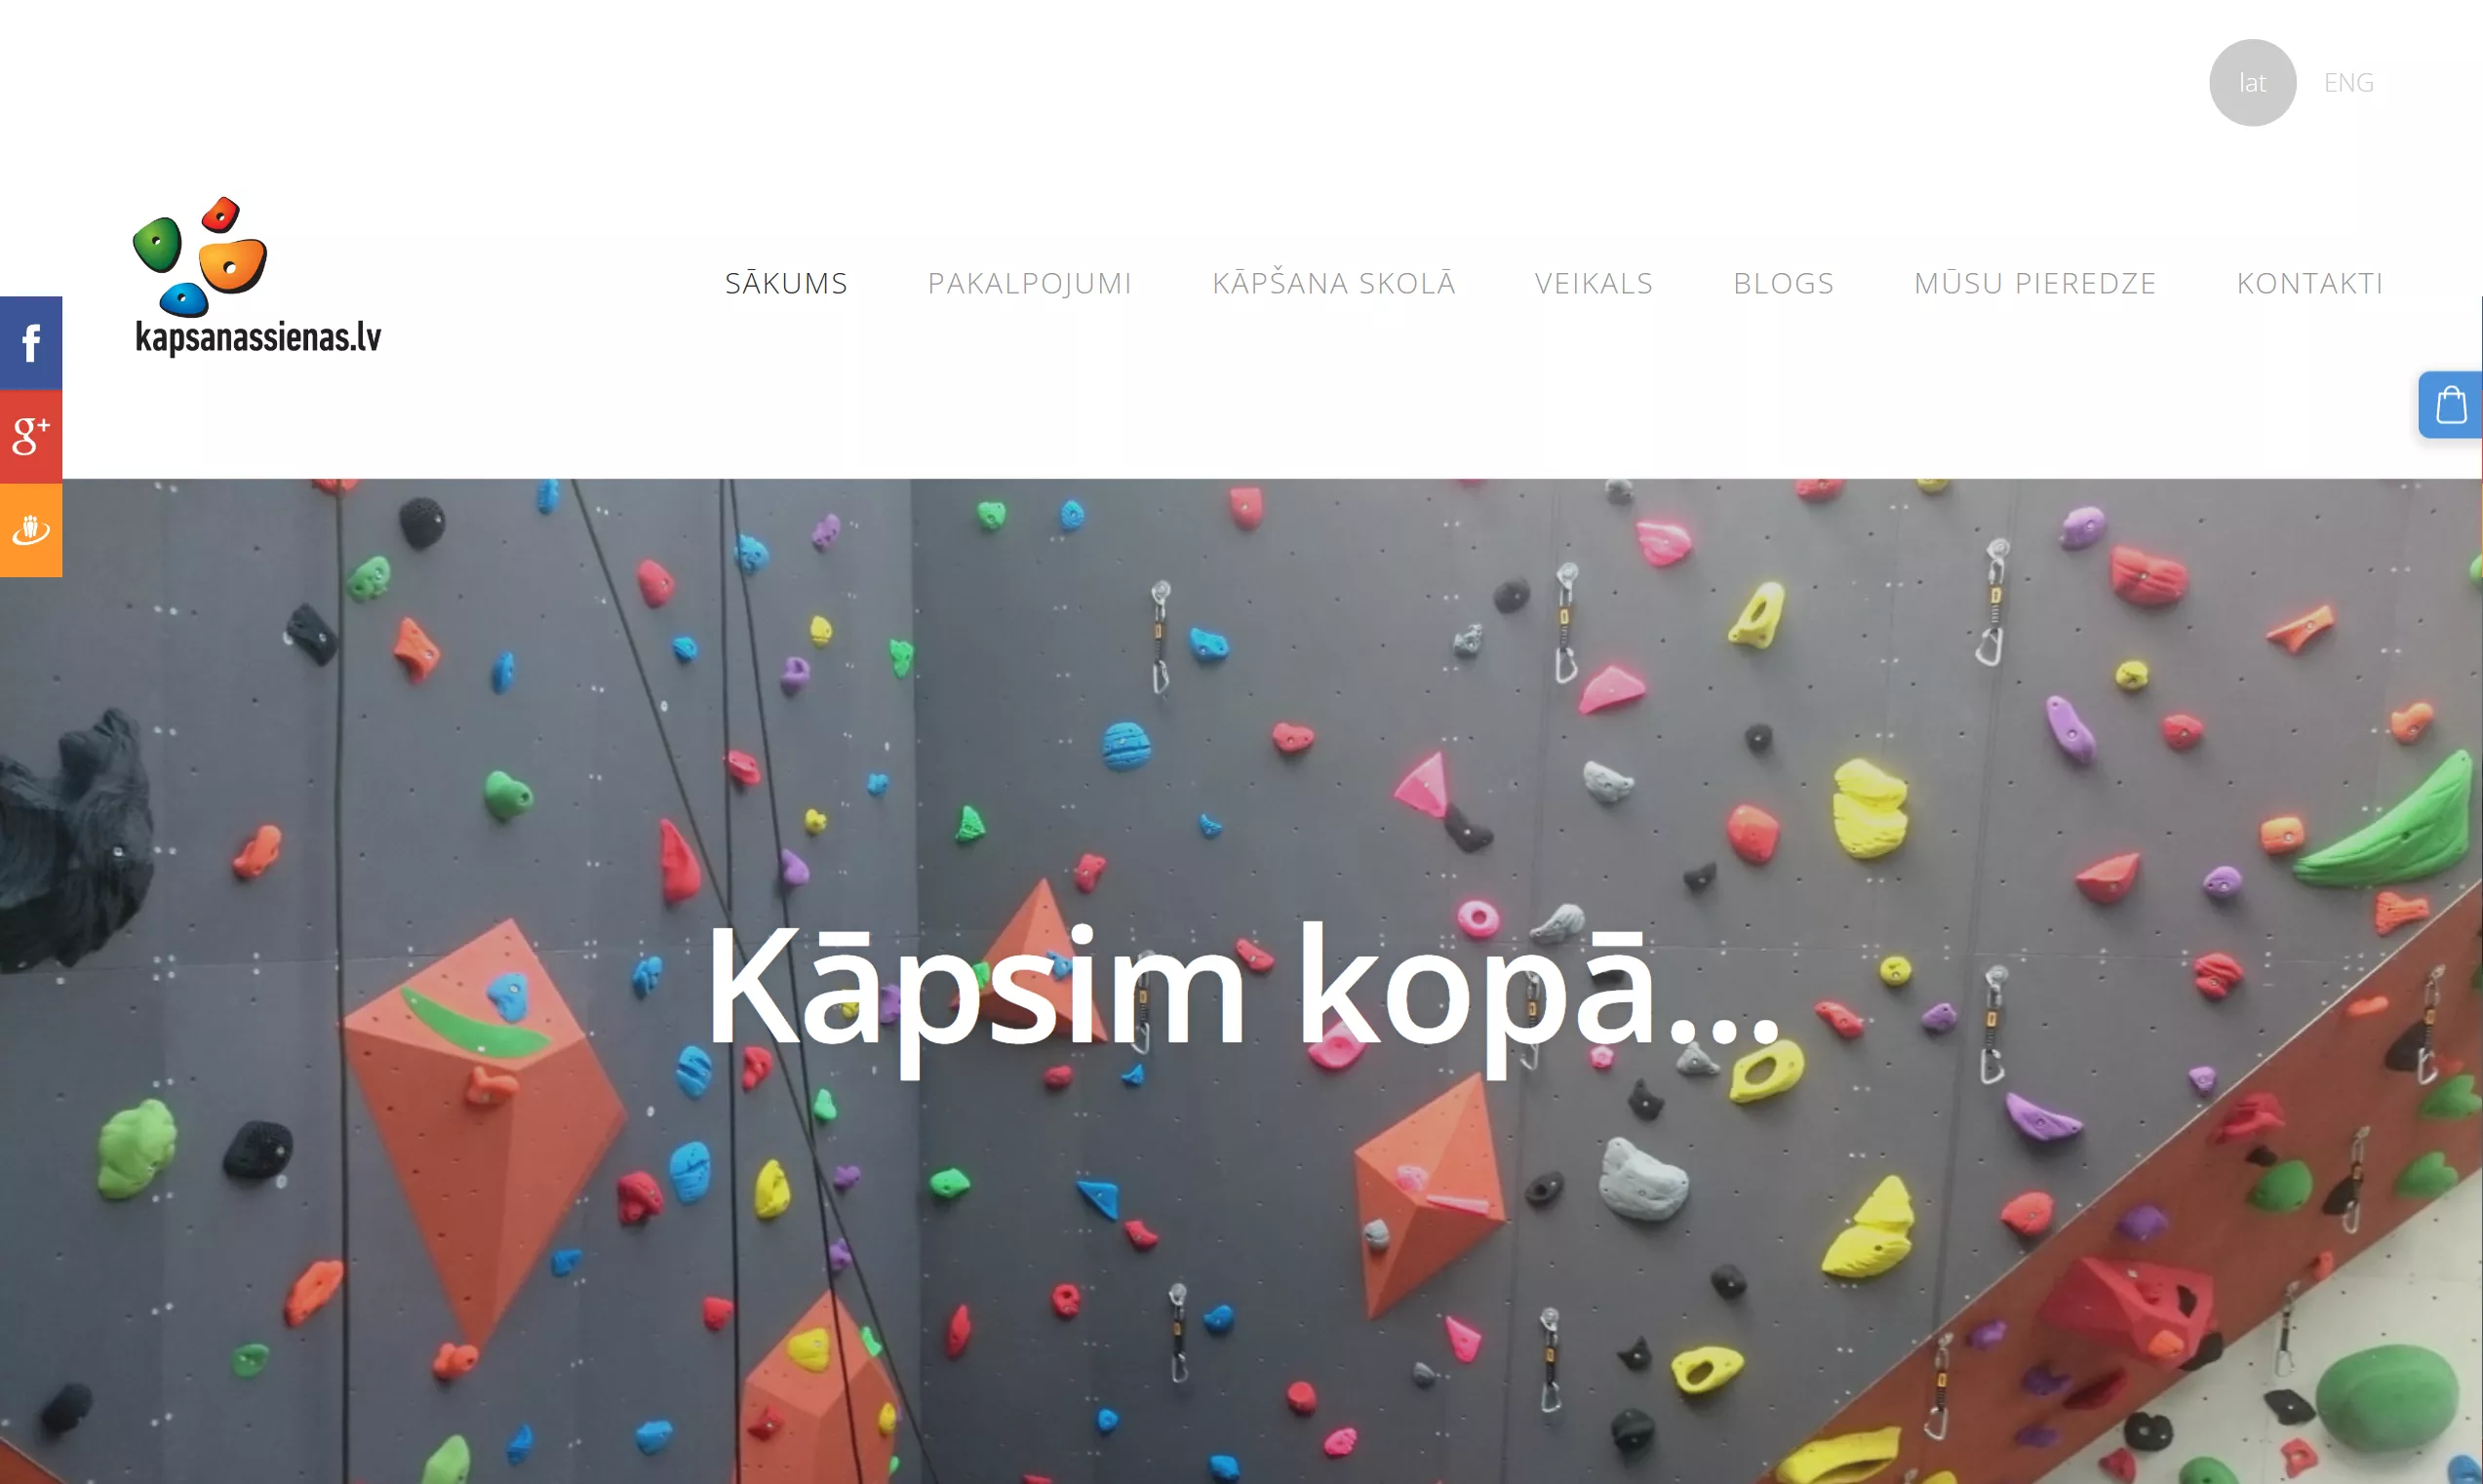 lat ENG
kapsanassienas.lv
SĀKUMS PAKALPOJUMI KĀPŠANA SKOLĀ VEIKALS BLOGS MŪSU PIEREDZE KONTAKTI
f
g+
Kāpsim kopā...